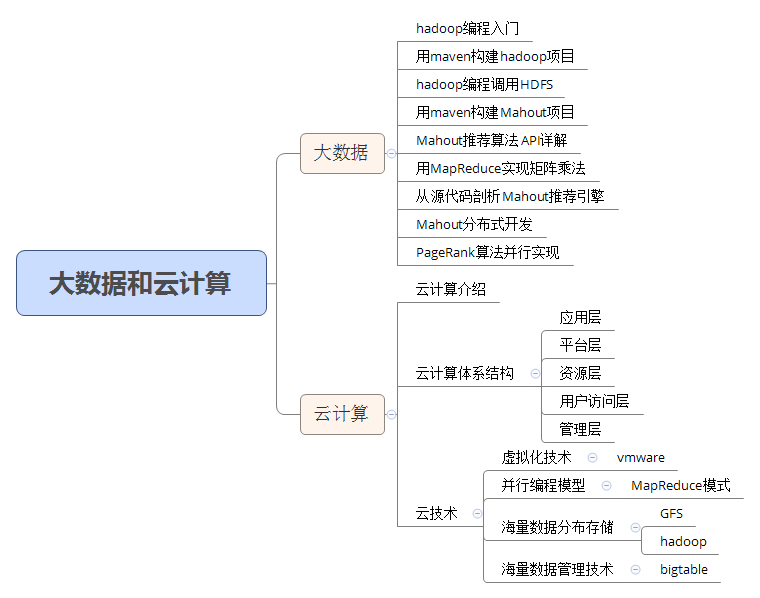 大数据和云计算
大数据
hadoop编程入门
用maven构建hadoop项目
hadoop编程调用HDFS
用maven构建Mahout项目
Mahout推荐算法API详解
用MapReduce实现矩阵乘法
从源代码剖析Mahout推荐引擎
Mahout分布式开发
PageRank算法并行实现
云计算
云计算介绍
云计算体系结构
应用层
平台层
资源层
用户访问层
管理层
云技术
虚拟化技术
vmware
并行编程模型
MapReduce模式
海量数据分布存储
GFS
hadoop
海量数据管理技术
bigtable